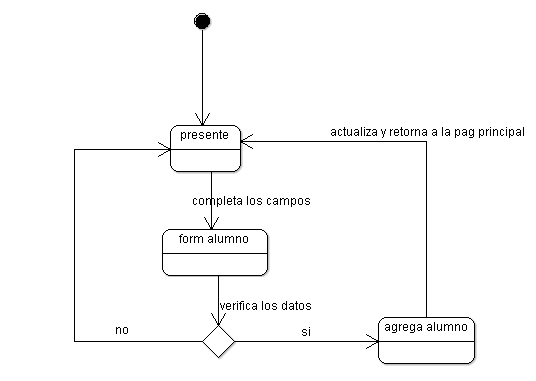 actualiza y retorna a la pag principal
presente
completa los campos
form alumno
verifica los datos
no
si
agrega alumno